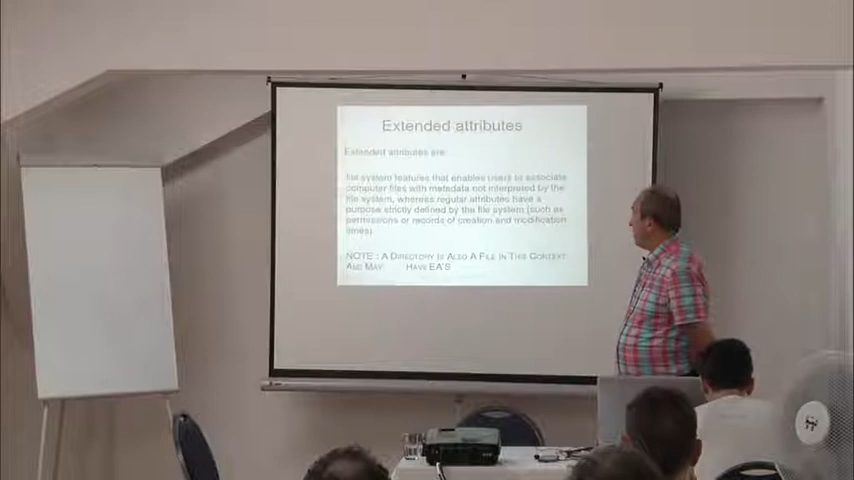 Extended attributes
Extended attributes are:
file system features that enables users to associate
computer files with metadata not interpreted by the
file system, whereas regular attributes have a
purpose strictly defined by the file system (such as
permissions or records of creation and modification
times).
NOTE : A DIRECTORY IS ALSO A FILE IN THIS CONTEXT
AND MAY HAVE EA'S